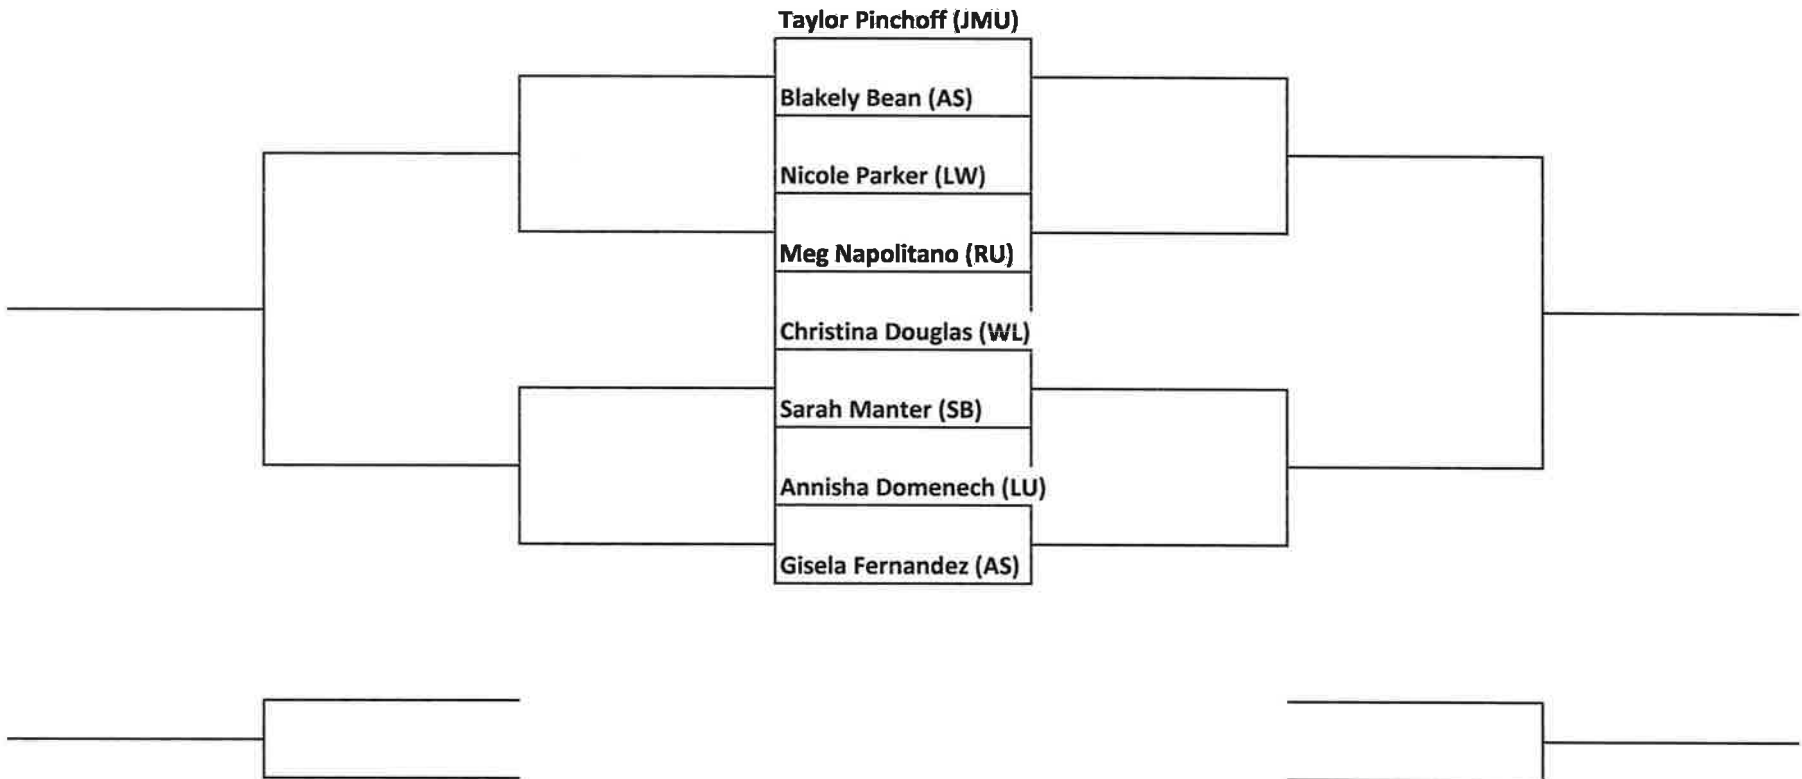 Taylor Pinchoff (JMU)
Blakely Bean (AS)
Nicole Parker (LW)
Meg Napolitano (RU)
Christina Douglas (WL)
Sarah Manter (SB)
Annisha Domenech (LU)
Gisela Fernandez (AS)